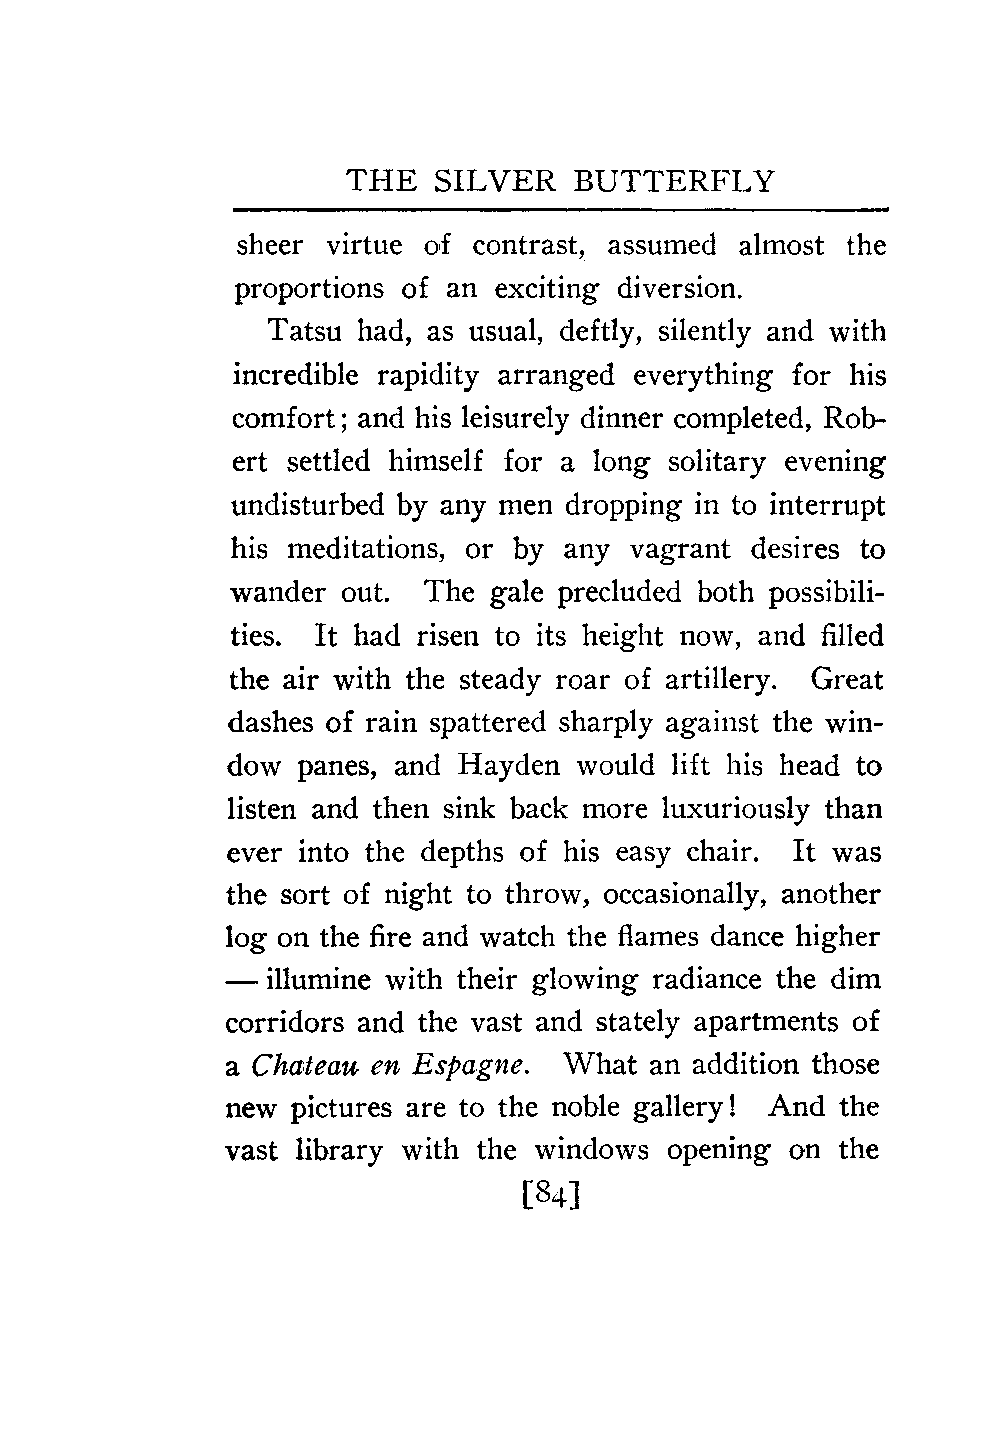 THE SILVER BUTTERFLY
sheer virtue of contrast, assumed almost the
proportions of an exciting diversion.
Tatsu had, as usual, deftly, silently and with
incredible rapidity arranged everything for his
comfort; and his leisurely dinner completed, Rob-
ert settled himself for a long solitary evening
undisturbed by any men dropping in to interrupt
his meditations, or by any vagrant desires to
wander out. The gale precluded both possibili-
ties. It had risen to its height now, and filled
the air with the steady roar of artillery. Great
dashes of rain spattered sharply against the win-
dow panes, and Hayden would lift his head to
listen and then sink back more luxuriously than
ever into the depths of his easy chair. It was
the sort of night to throw, occasionally, another
log on the fire and watch the flames dance higher
— illumine with their glowing radiance the dim
corridors and the vast and stately apartments of
a Chateau en Espagne. What an addition those
new pictures are to the noble gallery! And the
vast library with the windows opening on the
[84]